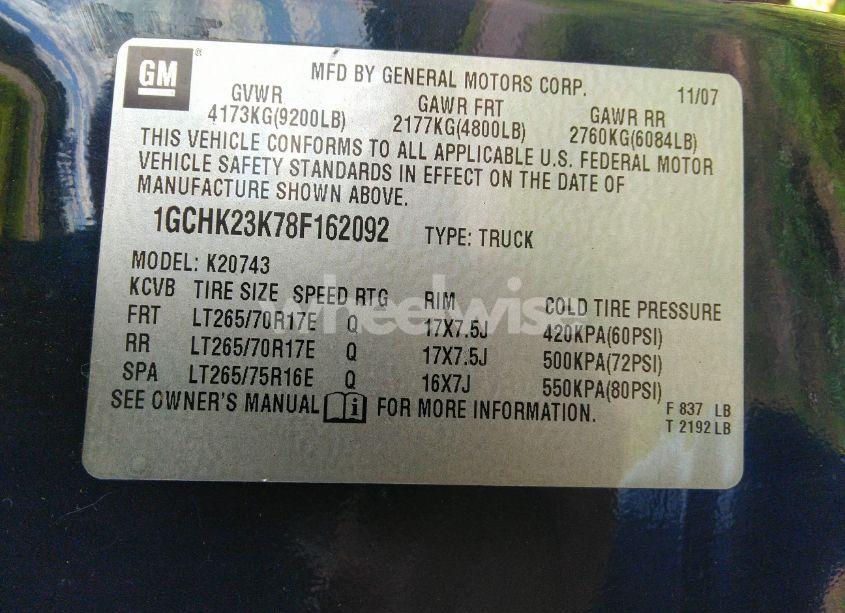 GM ®
MFD BY GENERAL MOTORS CORP. 11/07
GVWR GAWR FRT GAWR RR
4173KG(9200LB) 2177KG(4800LB) 2760KG(6084LB)
THIS VEHICLE CONFORMS TO ALL APPLICABLE U.S. FEDERAL MOTOR
VEHICLE SAFETY STANDARDS IN EFFECT ON THE DATE OF
MANUFACTURE SHOWN ABOVE.
1GCHK23K78F162092 TYPE: TRUCK
MODEL: K20743
KCVB TIRE SIZE SPEED RTG RIM COLD TIRE PRESSURE
FRT LT265/70R17E Q 17X7.5J 420KPA(60PSI)
RR LT265/70R17E Q 17X7.5J 500KPA(72PSI)
SPA LT265/75R16E Q 16X7J 550KPA(80PSI)
SEE OWNER'S MANUAL i FOR MORE INFORMATION.
F 837 LB
T 2192 LB